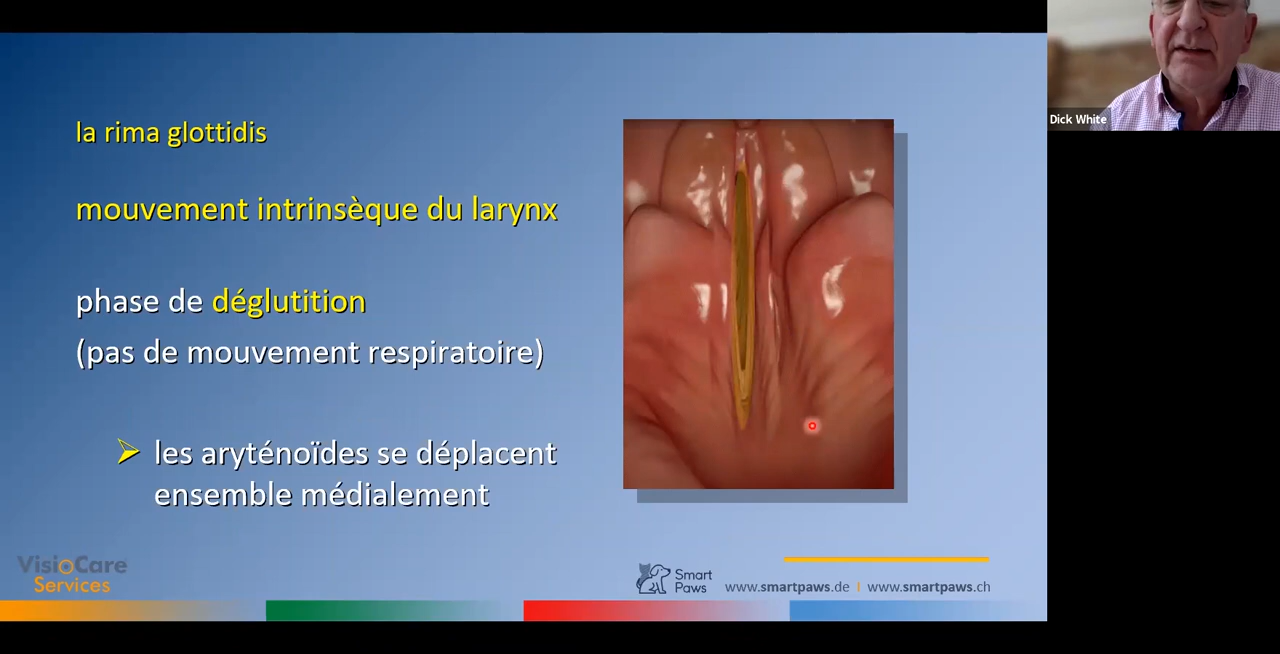 la rima glottidis
mouvement intrinsèque du larynx
phase de déglutition
(pas de mouvement respiratoire)
les aryténoïdes se déplacent
ensemble médialement
VisioCare
Services
Smart
Paws
www.smartpaws.de | www.smartpaws.ch
Dick White